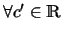 ∀c′ ∈ ℝ